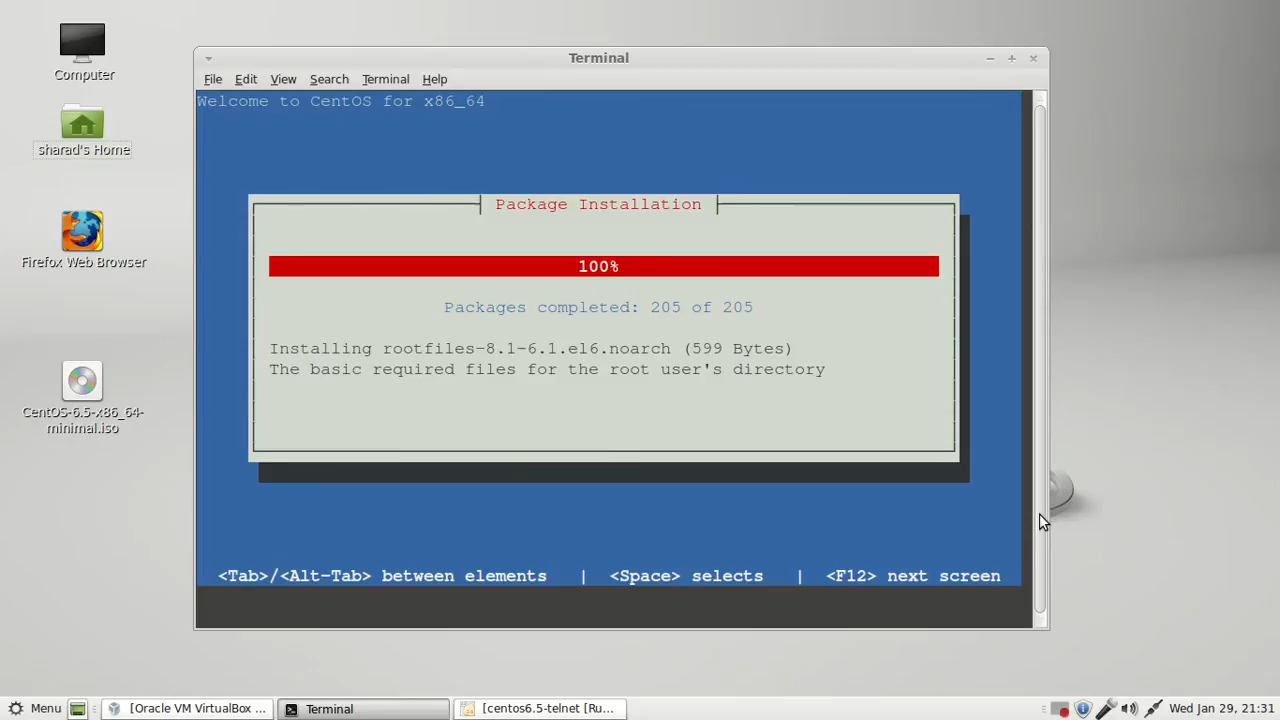 Computer
sharad's Home
Firefox Web Browser
CentOS-6.5-x86_64-
minimal.iso
Terminal
File Edit View Search Terminal Help
Welcome to CentOS for x86_64
Package Installation
100%
Packages completed: 205 of 205
Installing rootfiles-8.1-6.1.el6.noarch (599 Bytes)
The basic required files for the root user's directory
<Tab>/<Alt-Tab> between elements | <Space> selects | <F12> next screen
Menu [Oracle VM VirtualBox ... Terminal [centos6.5-telnet [Ru... Wed Jan 29, 21:31